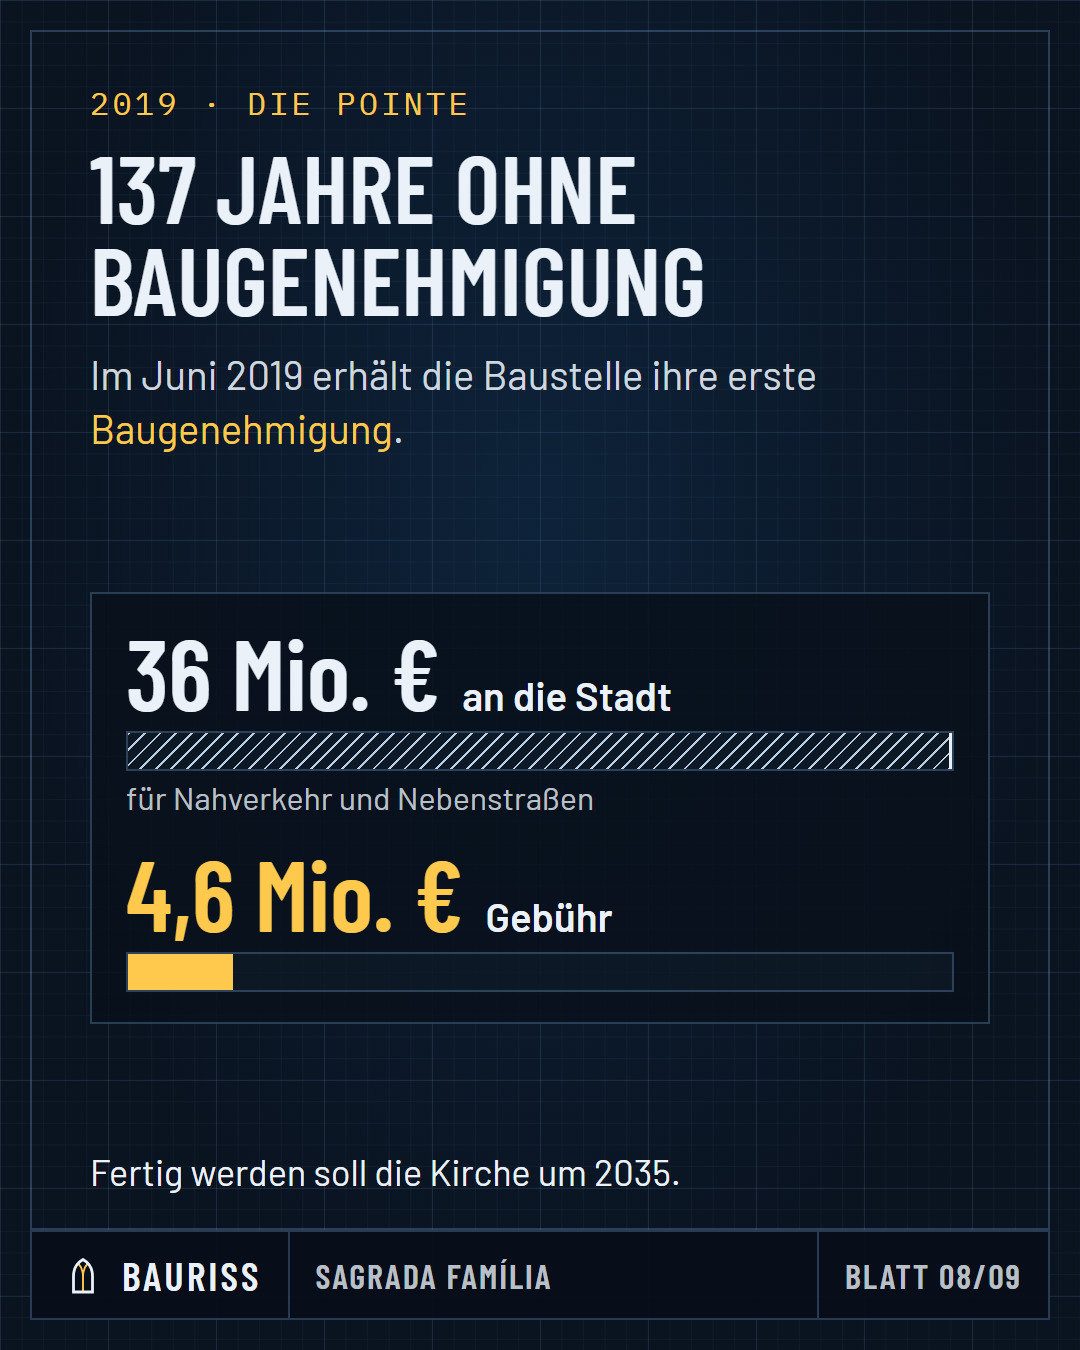 2019 · DIE POINTE
137 JAHRE OHNE
BAUGENEHMIGUNG
Im Juni 2019 erhält die Baustelle ihre erste
Baugenehmigung.
36 Mio. € an die Stadt
für Nahverkehr und Nebenstraßen
4,6 Mio. € Gebühr
Fertig werden soll die Kirche um 2035.
BAURISS
SAGRADA FAMÍLIA
BLATT 08/09